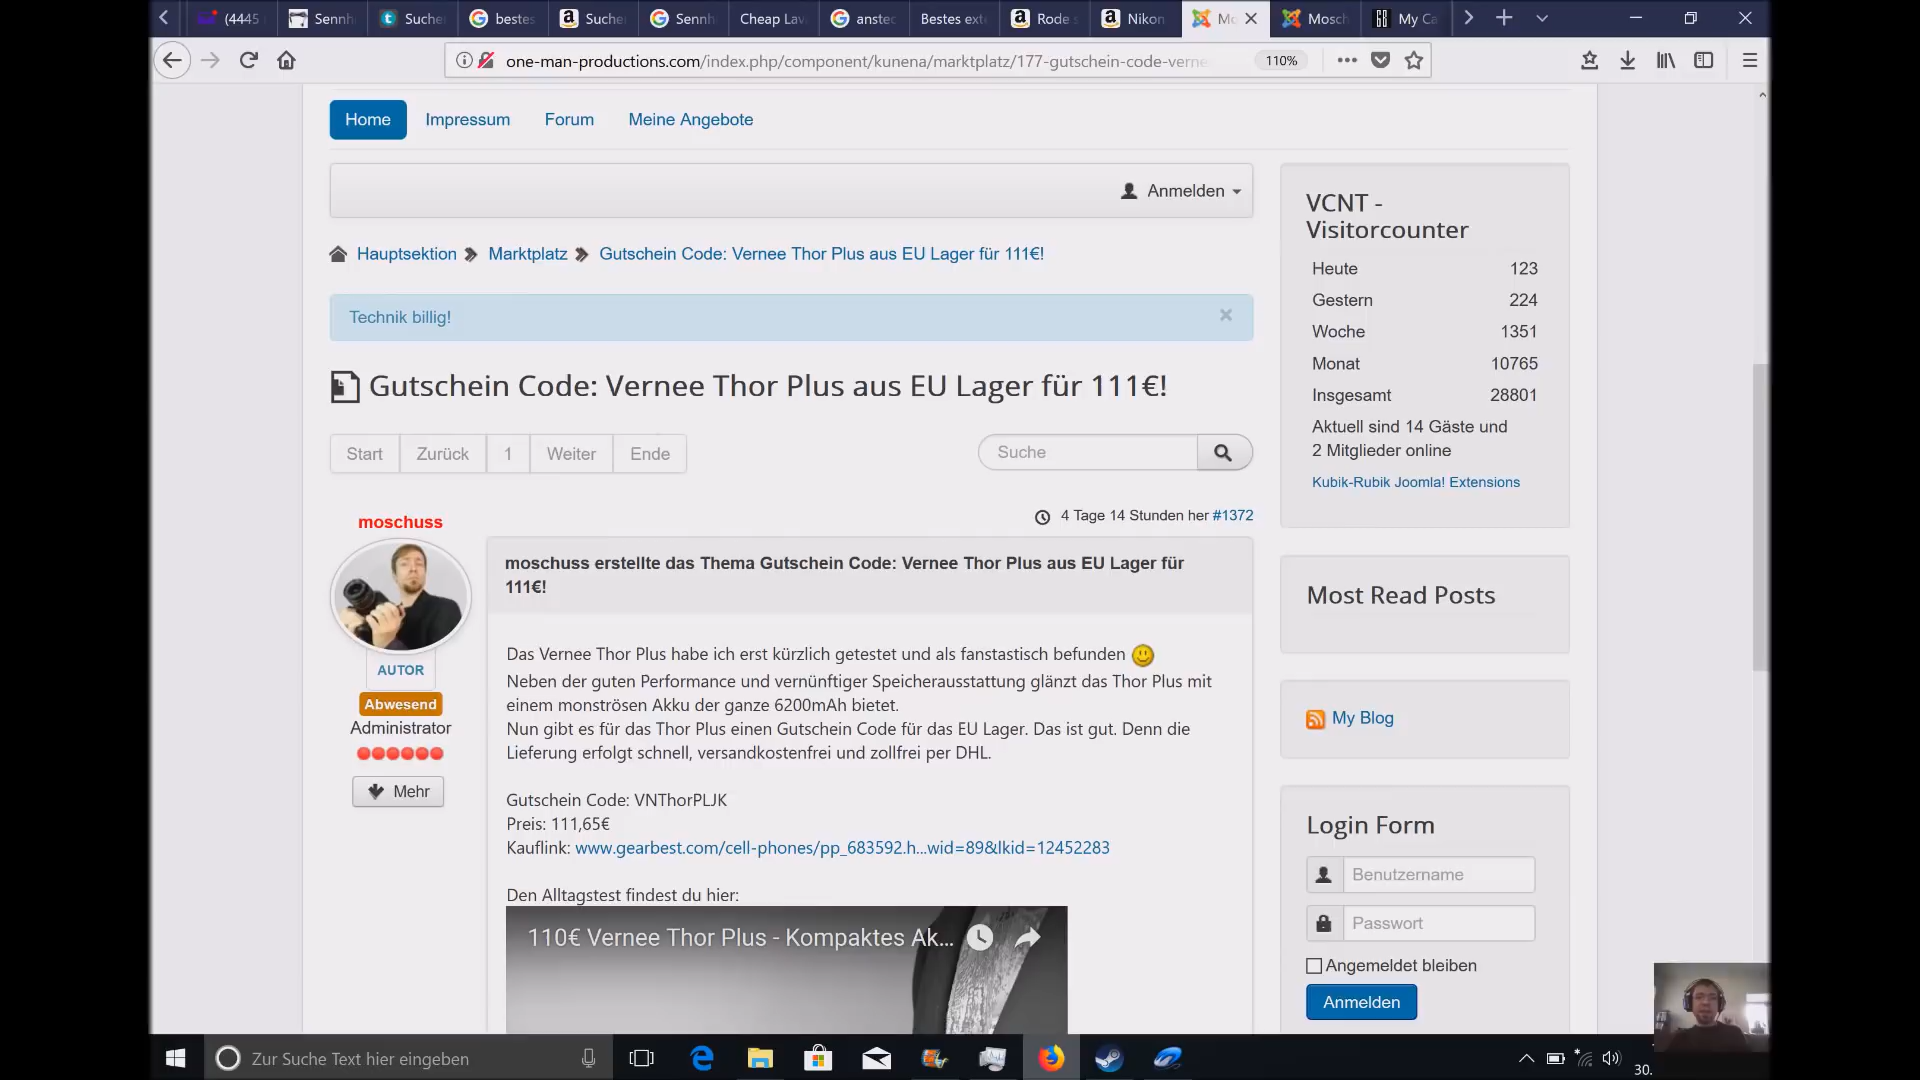 (4445
Sennh
Suche
bestes
Suche
Sennh
Cheap Lav
anstec
Bestes ext
Rode s
Nikon
Mo
Mosch
My Ca
one-man-productions.com/index.php/component/kunena/marktplatz/177-gutschein-code-verne
110%
Home
Impressum
Forum
Meine Angebote
Anmelden
Hauptsektion
Marktplatz
Gutschein Code: Vernee Thor Plus aus EU Lager für 111€!
Technik billig!
Gutschein Code: Vernee Thor Plus aus EU Lager für 111€!
Start
Zurück
1
Weiter
Ende
Suche
moschuss
4 Tage 14 Stunden her #1372
AUTOR
Abwesend
Administrator
Mehr
moschuss erstellte das Thema Gutschein Code: Vernee Thor Plus aus EU Lager für
111€!
Das Vernee Thor Plus habe ich erst kürzlich getestet und als fanstastisch befunden
Neben der guten Performance und vernünftiger Speicherausstattung glänzt das Thor Plus mit
einem monströsen Akku der ganze 6200mAh bietet.
Nun gibt es für das Thor Plus einen Gutschein Code für das EU Lager. Das ist gut. Denn die
Lieferung erfolgt schnell, versandkostenfrei und zollfrei per DHL.
Gutschein Code: VNThorPLJK
Preis: 111,65€
Kauflink: www.gearbest.com/cell-phones/pp_683592.h...wid=89&lkid=12452283
Den Alltagstest findest du hier:
110€ Vernee Thor Plus - Kompaktes Ak...
VCNT -
Visitorcounter
Heute 123
Gestern 224
Woche 1351
Monat 10765
Insgesamt 28801
Aktuell sind 14 Gäste und
2 Mitglieder online
Kubik-Rubik Joomla! Extensions
Most Read Posts
My Blog
Login Form
Benutzername
Passwort
Angemeldet bleiben
Anmelden
Zur Suche Text hier eingeben
30.